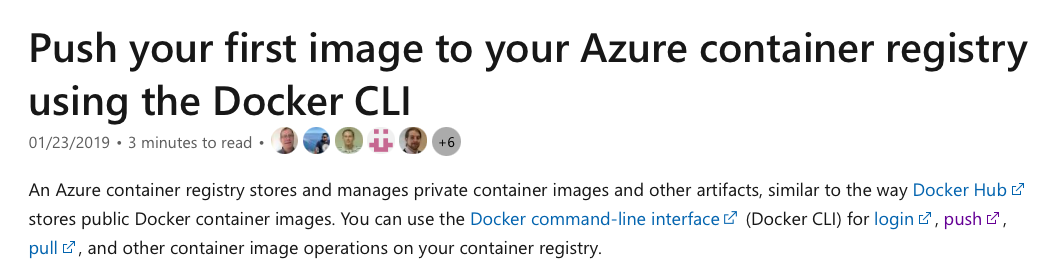 Push your first image to your Azure container registry
using the Docker CLI
01/23/2019 • 3 minutes to read • +6
An Azure container registry stores and manages private container images and other artifacts, similar to the way Docker Hub
stores public Docker container images. You can use the Docker command-line interface (Docker CLI) for login, push,
pull, and other container image operations on your container registry.